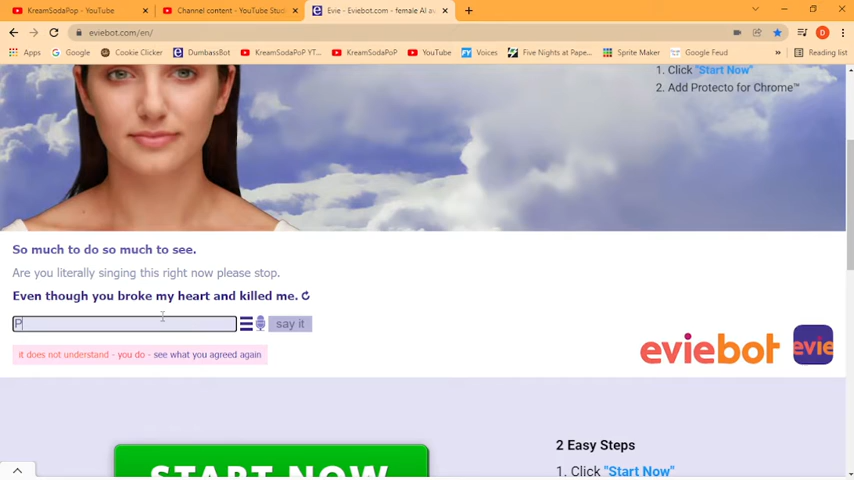 KreamSodaPop - YouTube
Channel content - YouTube Stud
Evie - Eviebot.com - female AI av
eviebot.com/en/
D
Apps
Google
Cookie Clicker
DumbassBot
KreamSodaPoP YT...
KreamSodaPoP
YouTube
FY Voices
Five Nights at Pape...
Sprite Maker
Google Feud
Reading list
1. Click "Start Now"
2. Add Protecto for Chrome™
So much to do so much to see.
Are you literally singing this right now please stop.
Even though you broke my heart and killed me.
P
say it
it does not understand - you do - see what you agreed again
eviebot
evie
START NOW
2 Easy Steps
1. Click "Start Now"